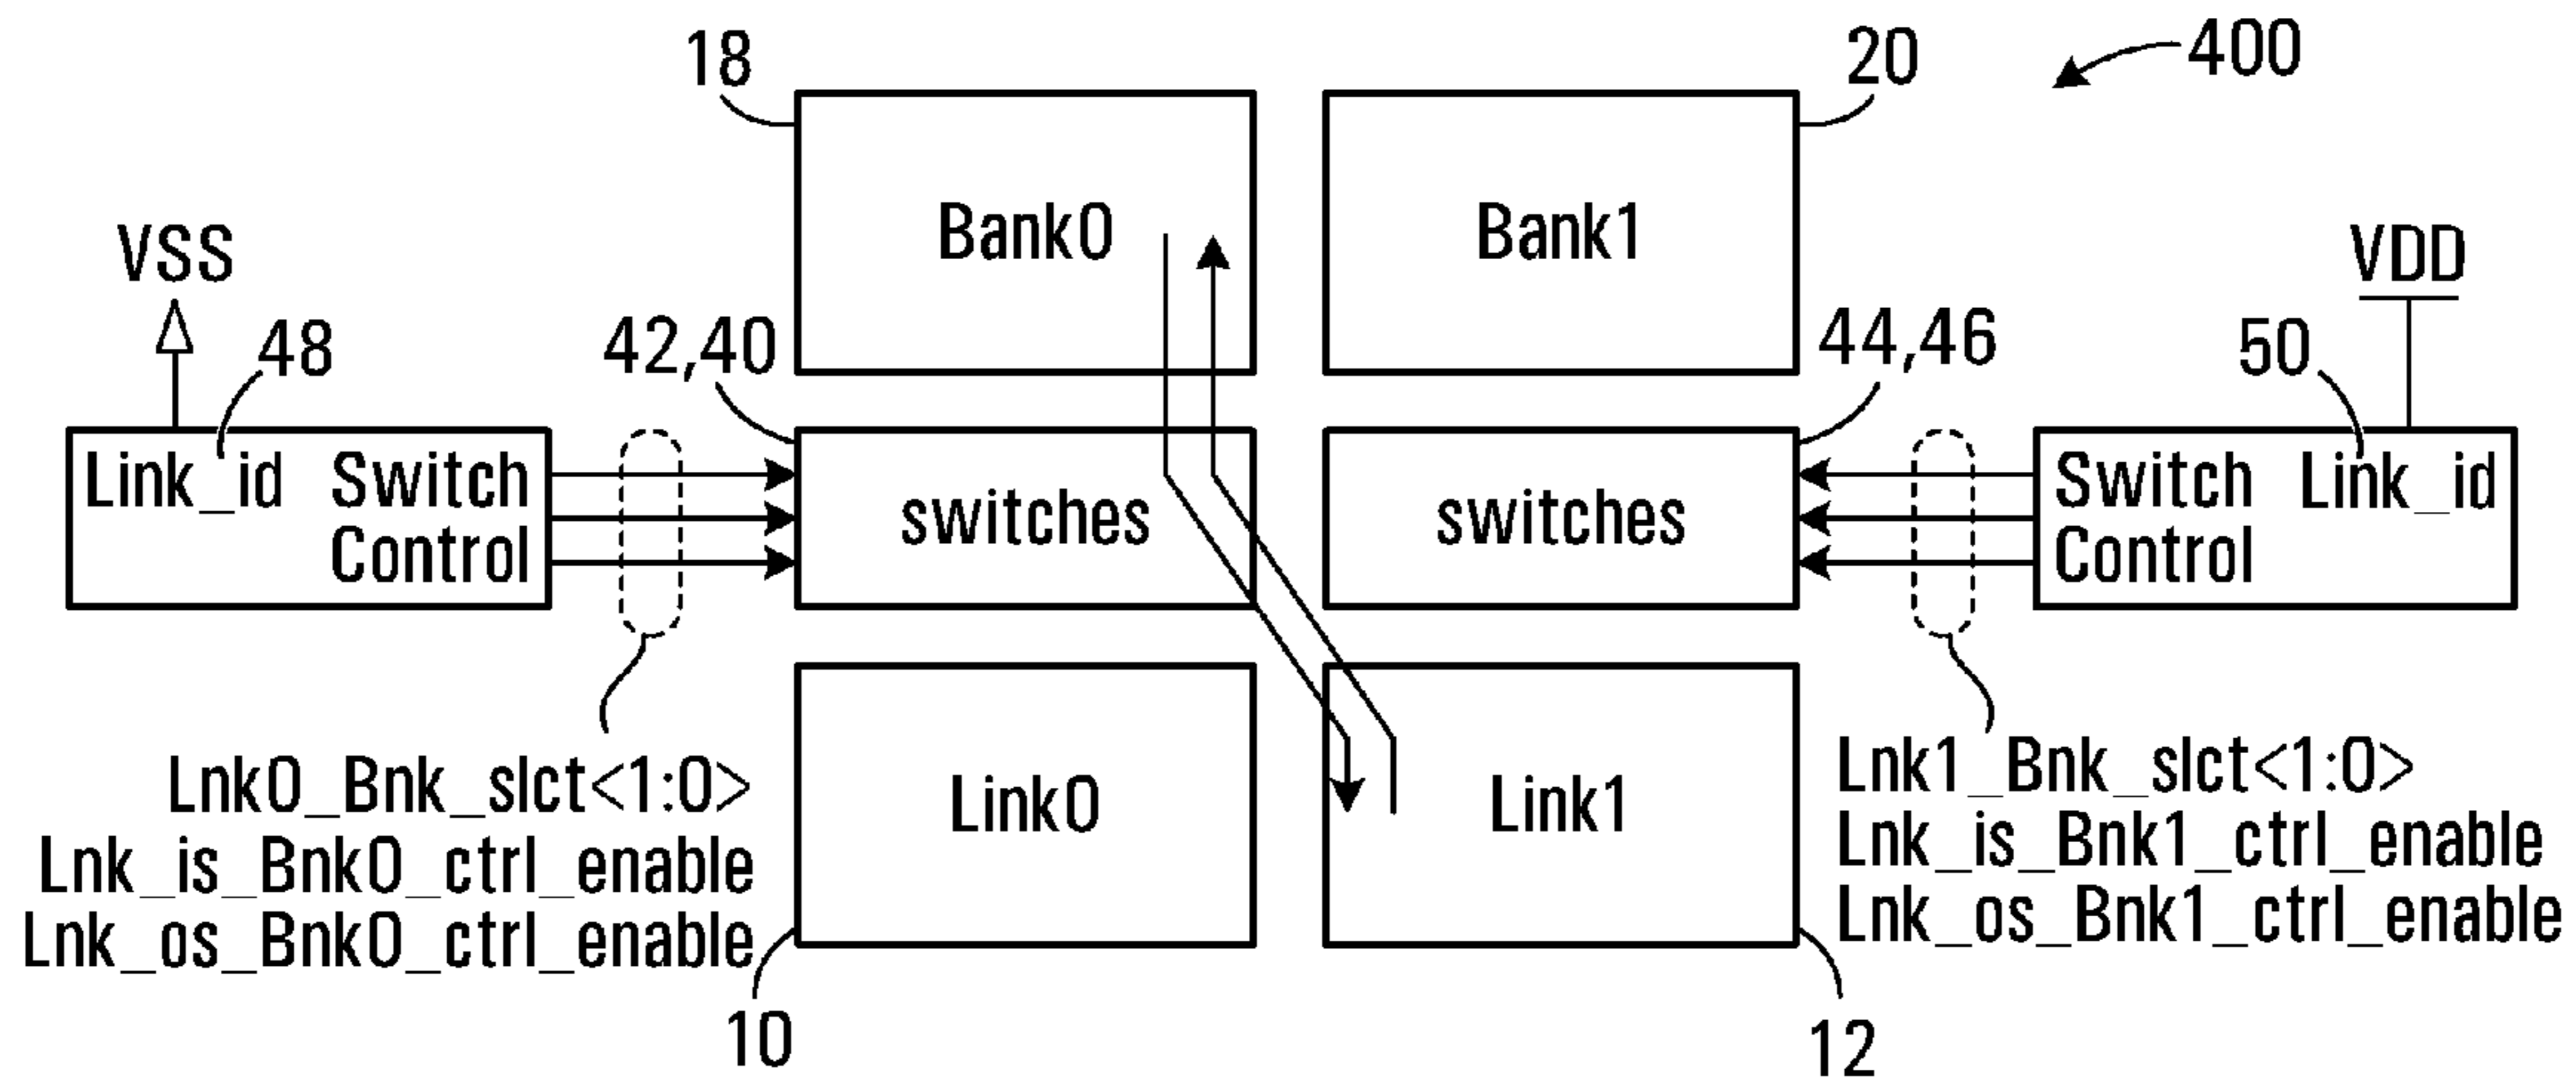 18
20
400
Bank0
Bank1
VSS
VDD
48
42,40
44,46
50
Link_id Switch
Control
switches
switches
Switch Link_id
Control
Lnk0_Bnk_slct<1:0>
Lnk_is_Bnk0_ctrl_enable
Lnk_os_Bnk0_ctrl_enable
Link0
Link1
Lnk1_Bnk_slct<1:0>
Lnk_is_Bnk1_ctrl_enable
Lnk_os_Bnk1_ctrl_enable
10
12